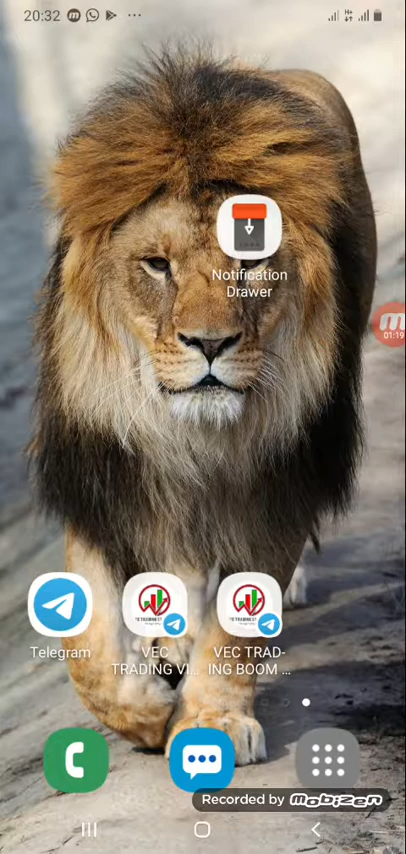 20:32
Notification
Drawer
01:19
Telegram
VEC
TRADING VI...
VEC TRAD-
ING BOOM ...
Recorded by mobizen